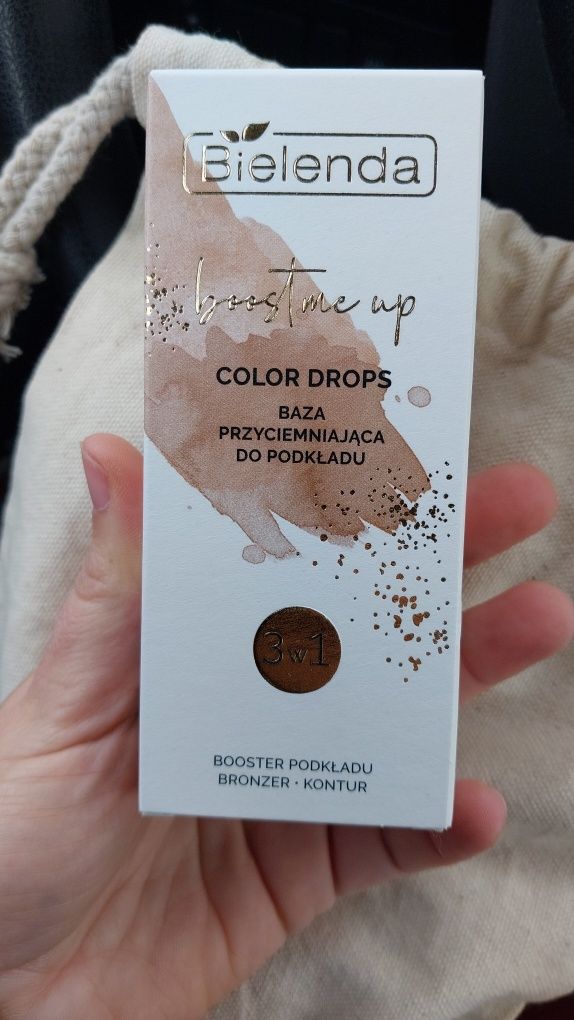 Bielenda
boost me up
COLOR DROPS
BAZA
PRZYCIEMNIAJĄCA
DO PODKŁADU
3w1
BOOSTER PODKŁADU
BRONZER • KONTUR